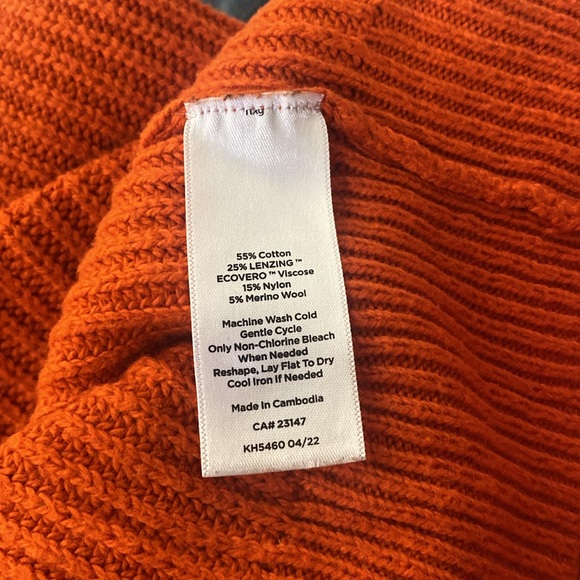 55% Cotton
25% LENZING™
ECOVERO™ Viscose
15% Nylon
5% Merino Wool
Machine Wash Cold
Gentle Cycle
Only Non-Chlorine Bleach
When Needed
Reshape, Lay Flat To Dry
Cool Iron If Needed
Made In Cambodia
CA# 23147
KH5460 04/22